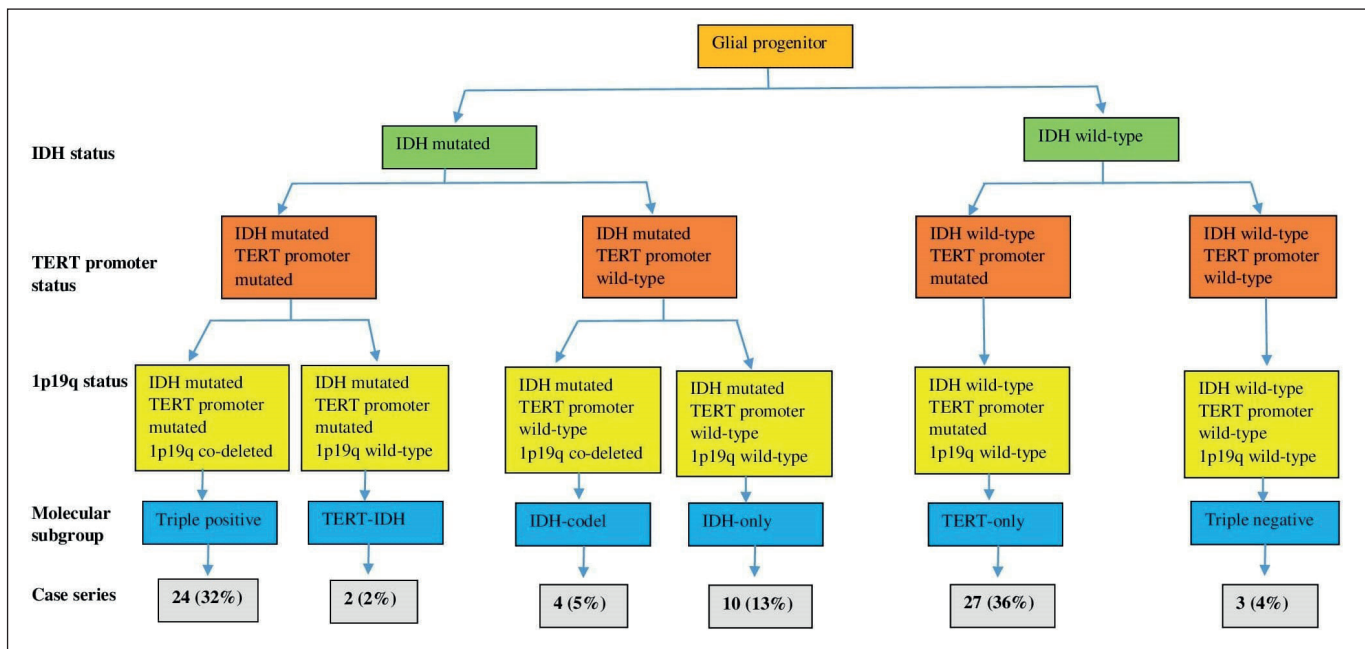 Glial progenitor
IDH status
IDH mutated
IDH wild-type
TERT promoter
status
IDH mutated
TERT promoter
mutated
IDH mutated
TERT promoter
wild-type
IDH wild-type
TERT promoter
mutated
IDH wild-type
TERT promoter
wild-type
1p19q status
IDH mutated
TERT promoter
mutated
1p19q co-deleted
IDH mutated
TERT promoter
mutated
1p19q wild-type
IDH mutated
TERT promoter
wild-type
1p19q co-deleted
IDH mutated
TERT promoter
wild-type
1p19q wild-type
IDH wild-type
TERT promoter
mutated
1p19q wild-type
IDH wild-type
TERT promoter
wild-type
1p19q wild-type
Molecular
subgroup
Triple positive
TERT-IDH
IDH-codel
IDH-only
TERT-only
Triple negative
Case series
24 (32%)
2 (2%)
4 (5%)
10 (13%)
27 (36%)
3 (4%)